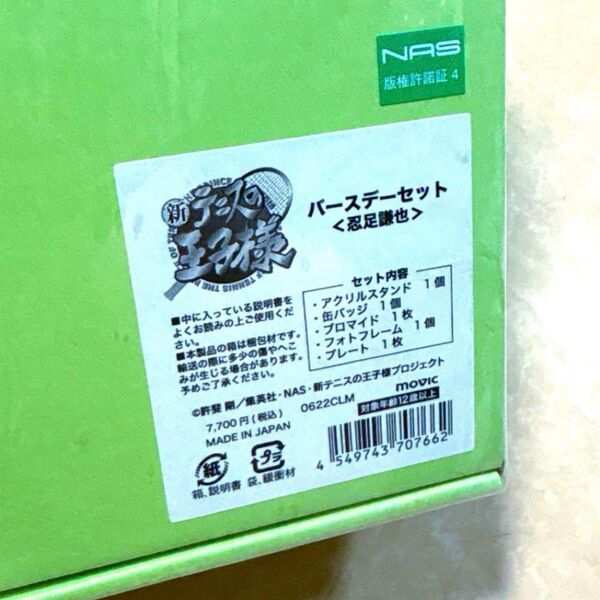 NAS
版権許諾証 4
新テニスの
王子様
バースデーセット
＜忍足謙也＞
セット内容
・アクリルスタンド 1個
・缶バッジ 1個
・ブロマイド 1枚
・フォトフレーム 1個
・プレート 1枚
■中に入っている説明書を
よくお読みの上ご使用くださ
い。
■本製品の箱は梱包材です。
輸送の際に多少の傷やへこ
みが生じる場合があります。
予めご了承ください。
©許斐 剛／集英社・NAS・新テニスの王子様プロジェクト
7,700円(税込) 0622CLM
movic
対象年齢12歳以上
MADE IN JAPAN
紙
箱、説明書
プラ
袋、緩衝材
4 549743 707662